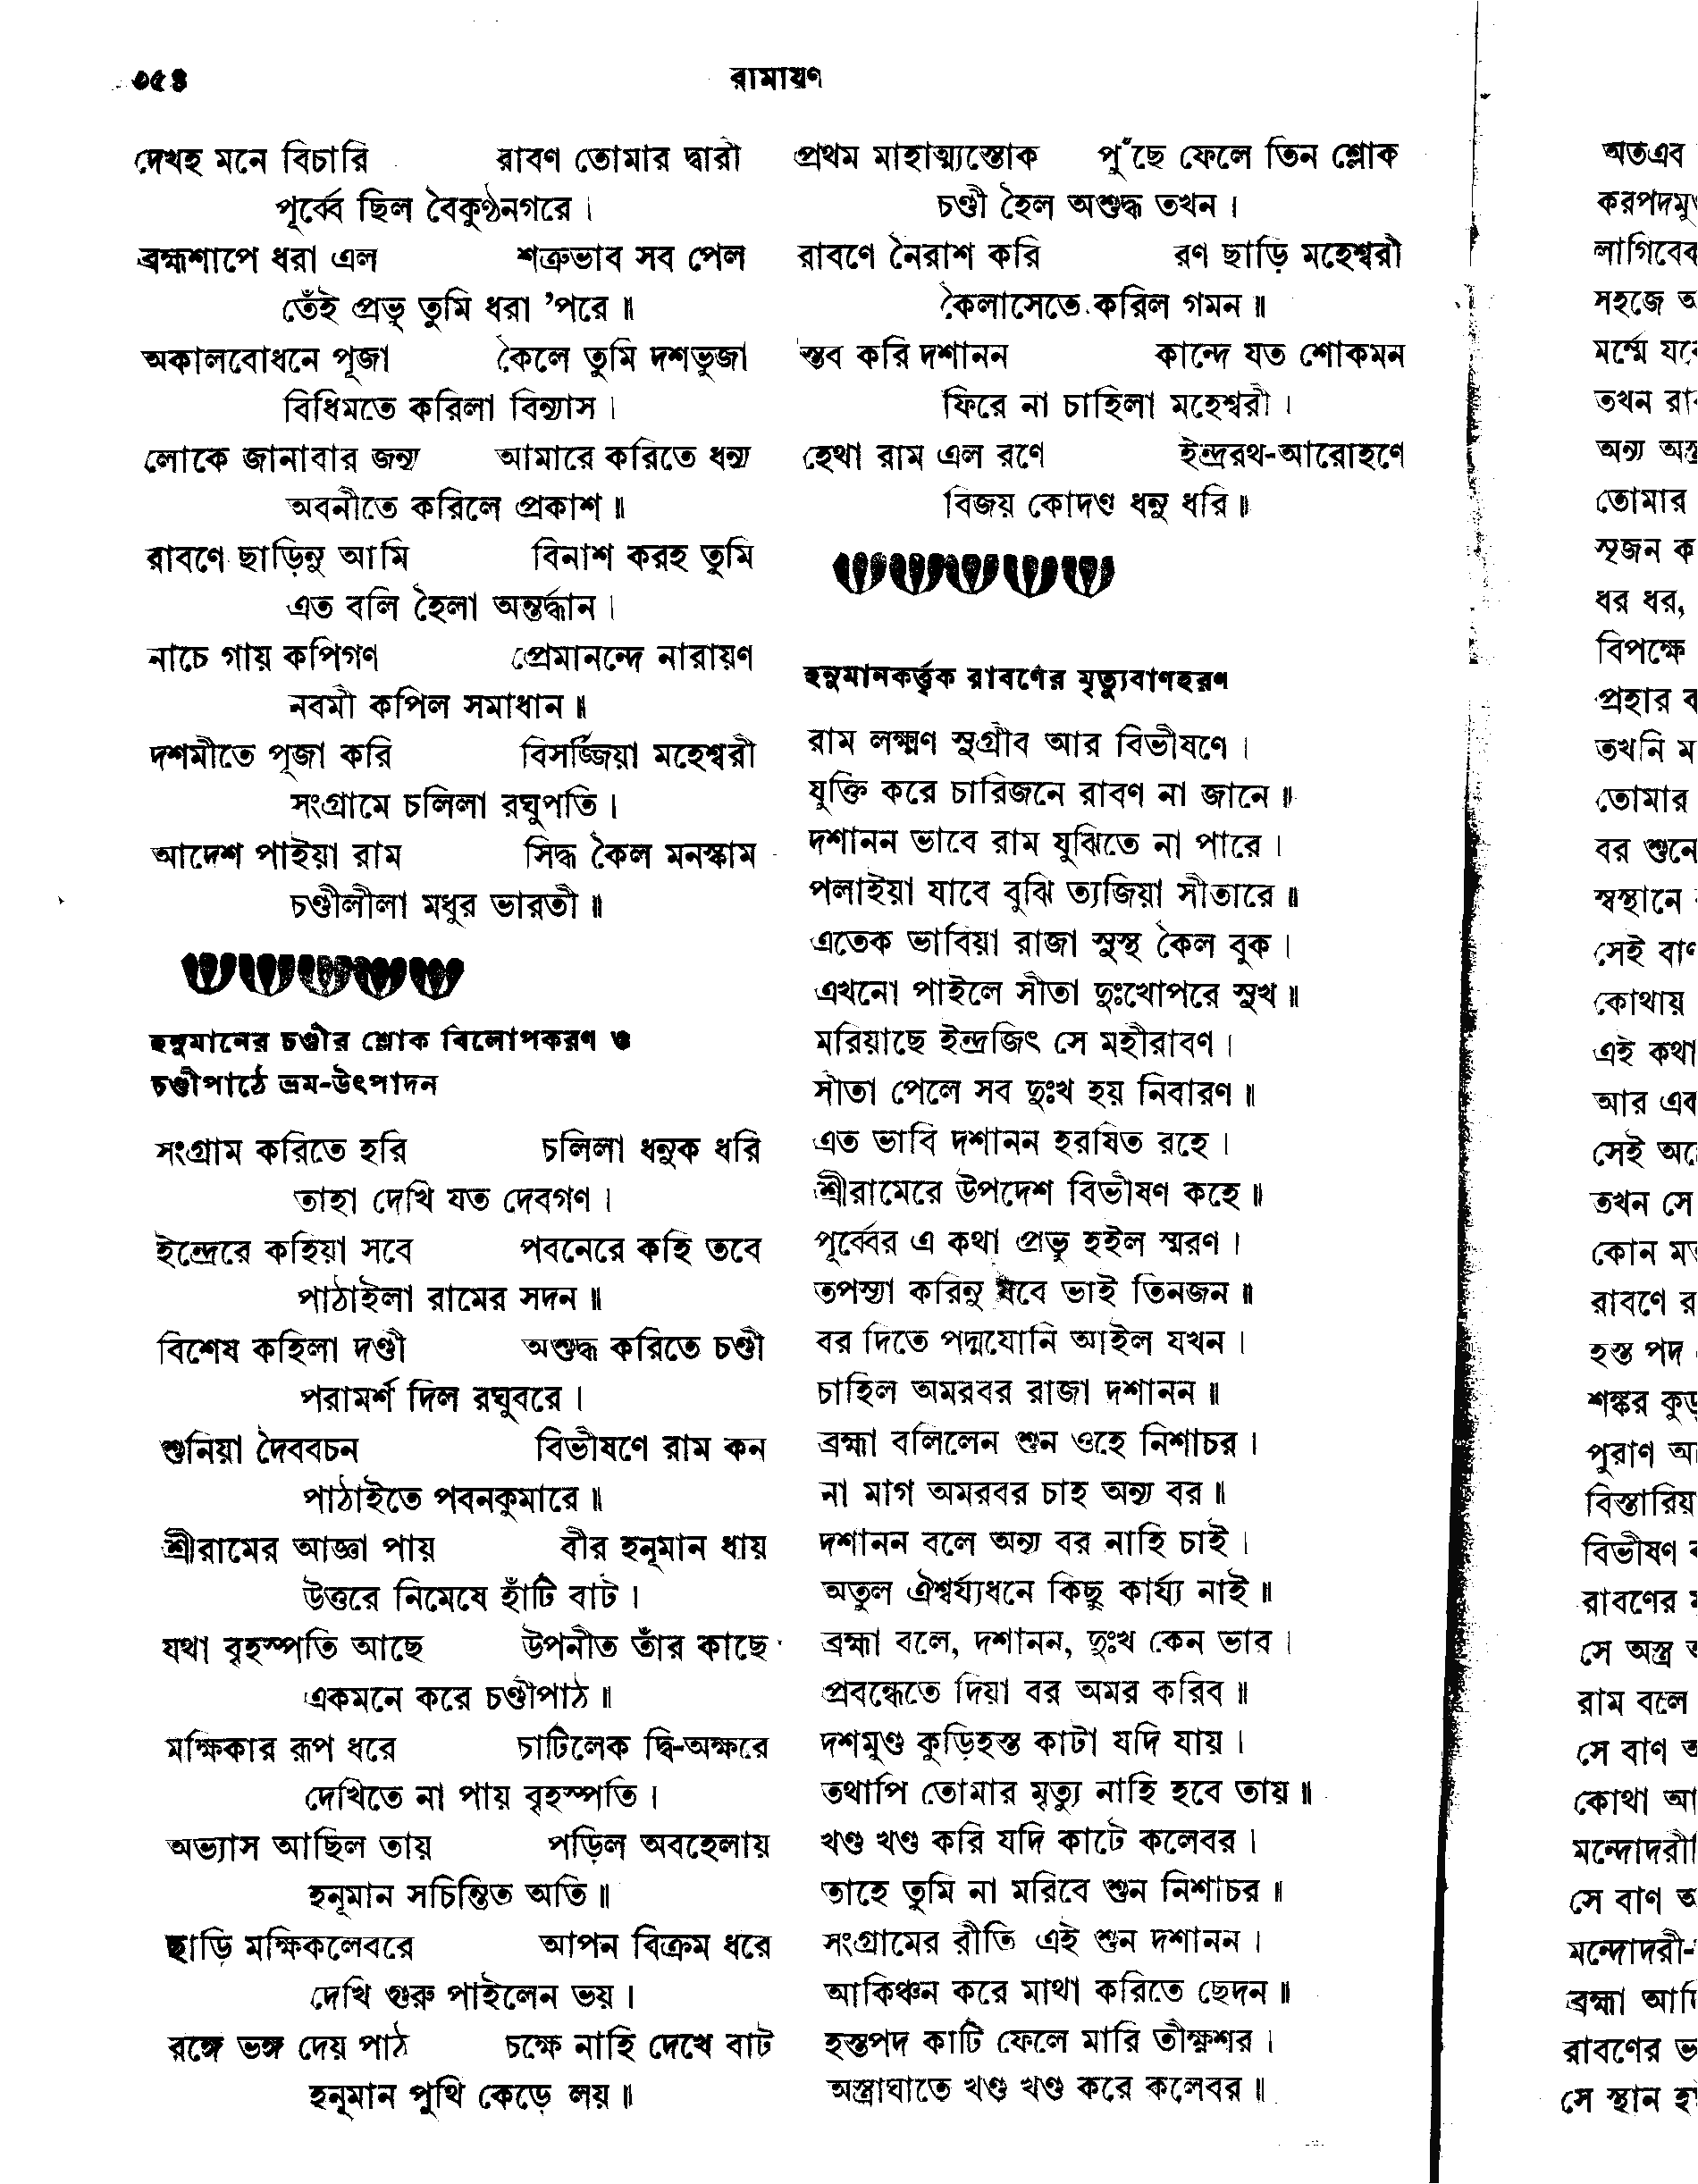 ৩৫৪
রামায়ণ
দেখহ মনে বিচারি রাবণ তোমার দ্বারী
পূর্ব্বে ছিল বৈকুণ্ঠনগরে।
ব্রহ্মশাপে ধরা এল শত্রুভাব সব পেল
তেঁই প্রভু তুমি ধরা ’পরে॥
অকালবোধনে পূজা কৈলে তুমি দশভুজা
বিধিমতে করিলা বিন্যাস।
লোকে জানাবার জন্য আমারে করিতে ধন্য
অবনীতে করিলে প্রকাশ॥
রাবণে ছাড়িনু আমি বিনাশ করহ তুমি
এত বলি হৈলা অন্তর্দ্ধান।
নাচে গায় কপিগণ প্রেমানন্দে নারায়ণ
নবমী কপিল সমাধান॥
দশমীতে পূজা করি বিসর্জ্জিয়া মহেশ্বরী
সংগ্রামে চলিলা রঘুপতি।
আদেশ পাইয়া রাম সিদ্ধ কৈল মনস্কাম
চণ্ডীলীলা মধুর ভারতী॥
হনুমানের চণ্ডীর শ্লোক বিলোপকরণ ও
চণ্ডীপাঠে ভ্রম-উৎপাদন
সংগ্রাম করিতে হরি চলিলা ধনুক ধরি
তাহা দেখি যত দেবগণ।
ইন্দ্রেরে কহিয়া সবে পবনেরে কহি তবে
পাঠাইলা রামের সদন॥
বিশেষ কহিলা দণ্ডী অশুদ্ধ করিতে চণ্ডী
পরামর্শ দিল রঘুবরে।
শুনিয়া দৈববচন বিভীষণে রাম কন
পাঠাইতে পবনকুমারে॥
শ্রীরামের আজ্ঞা পায় বীর হনূমান ধায়
উত্তরে নিমেষে হাঁটি বাট।
যথা বৃহস্পতি আছে উপনীত তাঁর কাছে
একমনে করে চণ্ডীপাঠ॥
মক্ষিকার রূপ ধরে চাটিলেক দ্বি-অক্ষরে
দেখিতে না পায় বৃহস্পতি।
অভ্যাস আছিল তায় পড়িল অবহেলায়
হনূমান সচিন্তিত অতি॥
ছাড়ি মক্ষিকলেবরে আপন বিক্রম ধরে
দেখি গুরু পাইলেন ভয়।
রঙ্গে ভঙ্গ দেয় পাঠ চক্ষে নাহি দেখে বাট
হনূমান পুথি কেড়ে লয়॥
প্রথম মাহাত্ম্যস্তোক পুঁছে ফেলে তিন শ্লোক
চণ্ডী হৈল অশুদ্ধ তখন।
রাবণে নৈরাশ করি রণ ছাড়ি মহেশ্বরী
কৈলাসেতে করিল গমন॥
স্তব করি দশানন কান্দে যত শোকমন
ফিরে না চাহিলা মহেশ্বরী।
হেথা রাম এল রণে ইন্দ্ররথ-আরোহণে
বিজয় কোদণ্ড ধনু ধরি॥
হনুমানকর্ত্তৃক রাবণের মৃত্যুবাণহরণ
রাম লক্ষ্মণ সুগ্রীব আর বিভীষণে।
যুক্তি করে চারিজনে রাবণ না জানে॥
দশানন ভাবে রাম যুঝিতে না পারে।
পলাইয়া যাবে বুঝি ত্যজিয়া সীতারে॥
এতেক ভাবিয়া রাজা সুস্থ কৈল বুক।
এখনো পাইলে সীতা দুঃখোপরে সুখ॥
মরিয়াছে ইন্দ্রজিৎ সে মহীরাবণ।
সীতা পেলে সব দুঃখ হয় নিবারণ॥
এত ভাবি দশানন হরষিত রহে।
শ্রীরামেরে উপদেশ বিভীষণ কহে॥
পূর্ব্বের এ কথা প্রভু হইল স্মরণ।
তপস্যা করিনু যবে ভাই তিনজন॥
বর দিতে পদ্মযোনি আইল যখন।
চাহিল অমরবর রাজা দশানন॥
ব্রহ্মা বলিলেন শুন ওহে নিশাচর।
না মাগ অমরবর চাহ অন্য বর॥
দশানন বলে অন্য বর নাহি চাই।
অতুল ঐশ্বর্য্যধনে কিছু কার্য্য নাই॥
ব্রহ্মা বলে, দশানন, দুঃখ কেন ভার।
প্রবন্ধেতে দিয়া বর অমর করিব॥
দশমুণ্ড কুড়িহস্ত কাটা যদি যায়।
তথাপি তোমার মৃত্যু নাহি হবে তায়॥
খণ্ড খণ্ড করি যদি কাটে কলেবর।
তাহে তুমি না মরিবে শুন নিশাচর॥
সংগ্রামের রীতি এই শুন দশানন।
আকিঞ্চন করে মাথা করিতে ছেদন॥
হস্তপদ কাটি ফেলে মারি তীক্ষ্ণশর।
অস্ত্রাঘাতে খণ্ড খণ্ড করে কলেবর॥
অতএব
করপদমু
লাগিবেক
সহজে
মর্ম্মে
তখন
অন্য
তোমার
সৃজন
ধর ধর,
বিপক্ষে
প্রহার
তখনি
তোমার
বর শুনে
স্বস্থানে
সেই বাণ
কোথায়
এই কথা
আর
সেই
তখন সে
কোন
রাবণে
হস্ত পদ
শঙ্কর
পুরাণ
বিস্তারিয়
বিভীষণ
রাবণের
সে অস্ত্র
রাম বলে
সে বাণ
কোথা
মন্দোদরী
সে বাণ
মন্দোদরী-
ব্রহ্মা
রাবণের
সে স্থান